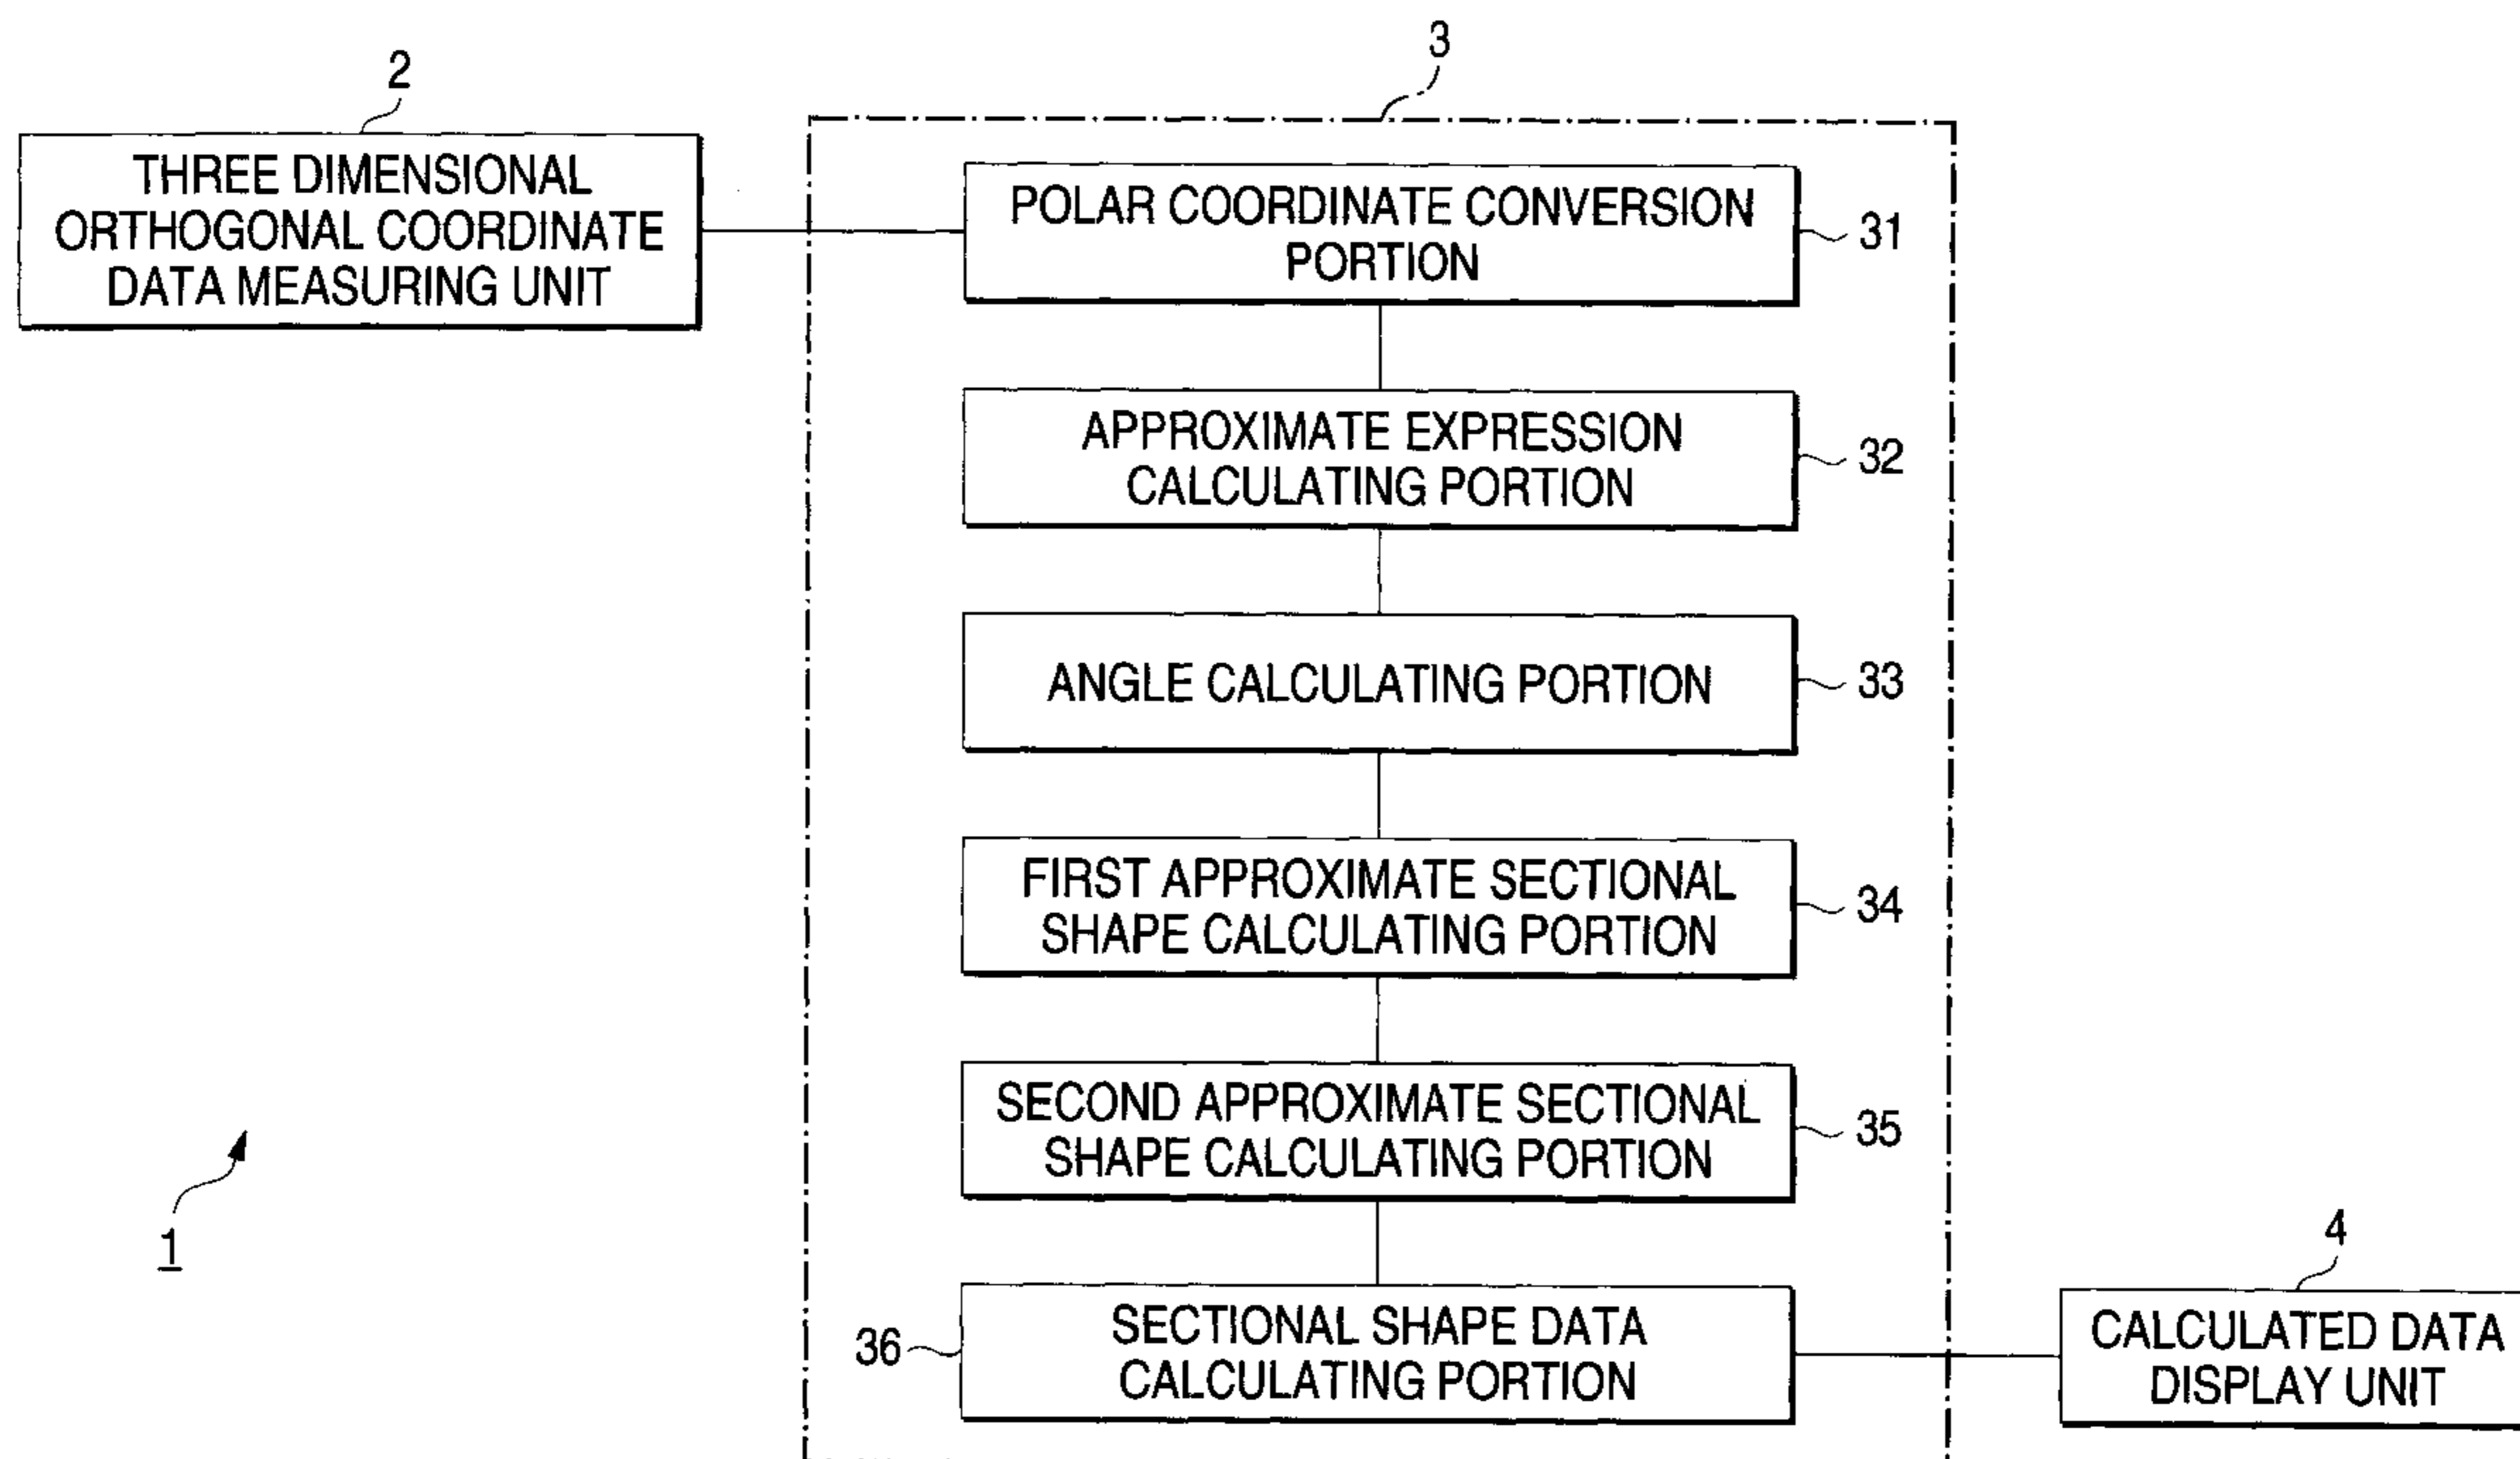 3
2
THREE DIMENSIONAL
ORTHOGONAL COORDINATE
DATA MEASURING UNIT
POLAR COORDINATE CONVERSION
PORTION
31
APPROXIMATE EXPRESSION
CALCULATING PORTION
32
ANGLE CALCULATING PORTION
33
FIRST APPROXIMATE SECTIONAL
SHAPE CALCULATING PORTION
34
SECOND APPROXIMATE SECTIONAL
SHAPE CALCULATING PORTION
35
1
36
SECTIONAL SHAPE DATA
CALCULATING PORTION
4
CALCULATED DATA
DISPLAY UNIT